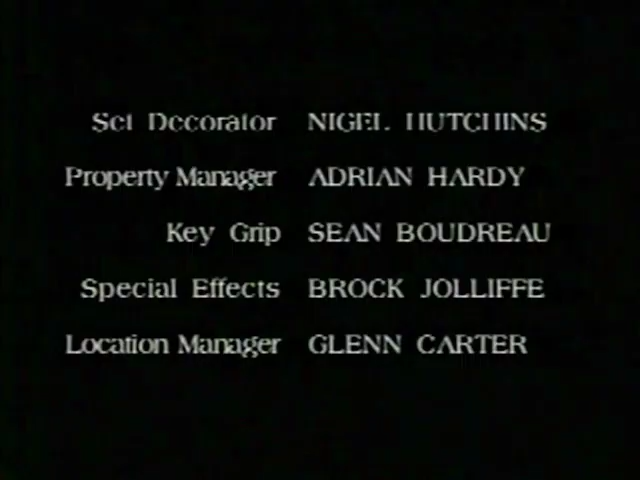 Set Decorator NIGEL HUTCHINS
Property Manager ADRIAN HARDY
Key Grip SEAN BOUDREAU
Special Effects BROCK JOLLIFFE
Location Manager GLENN CARTER